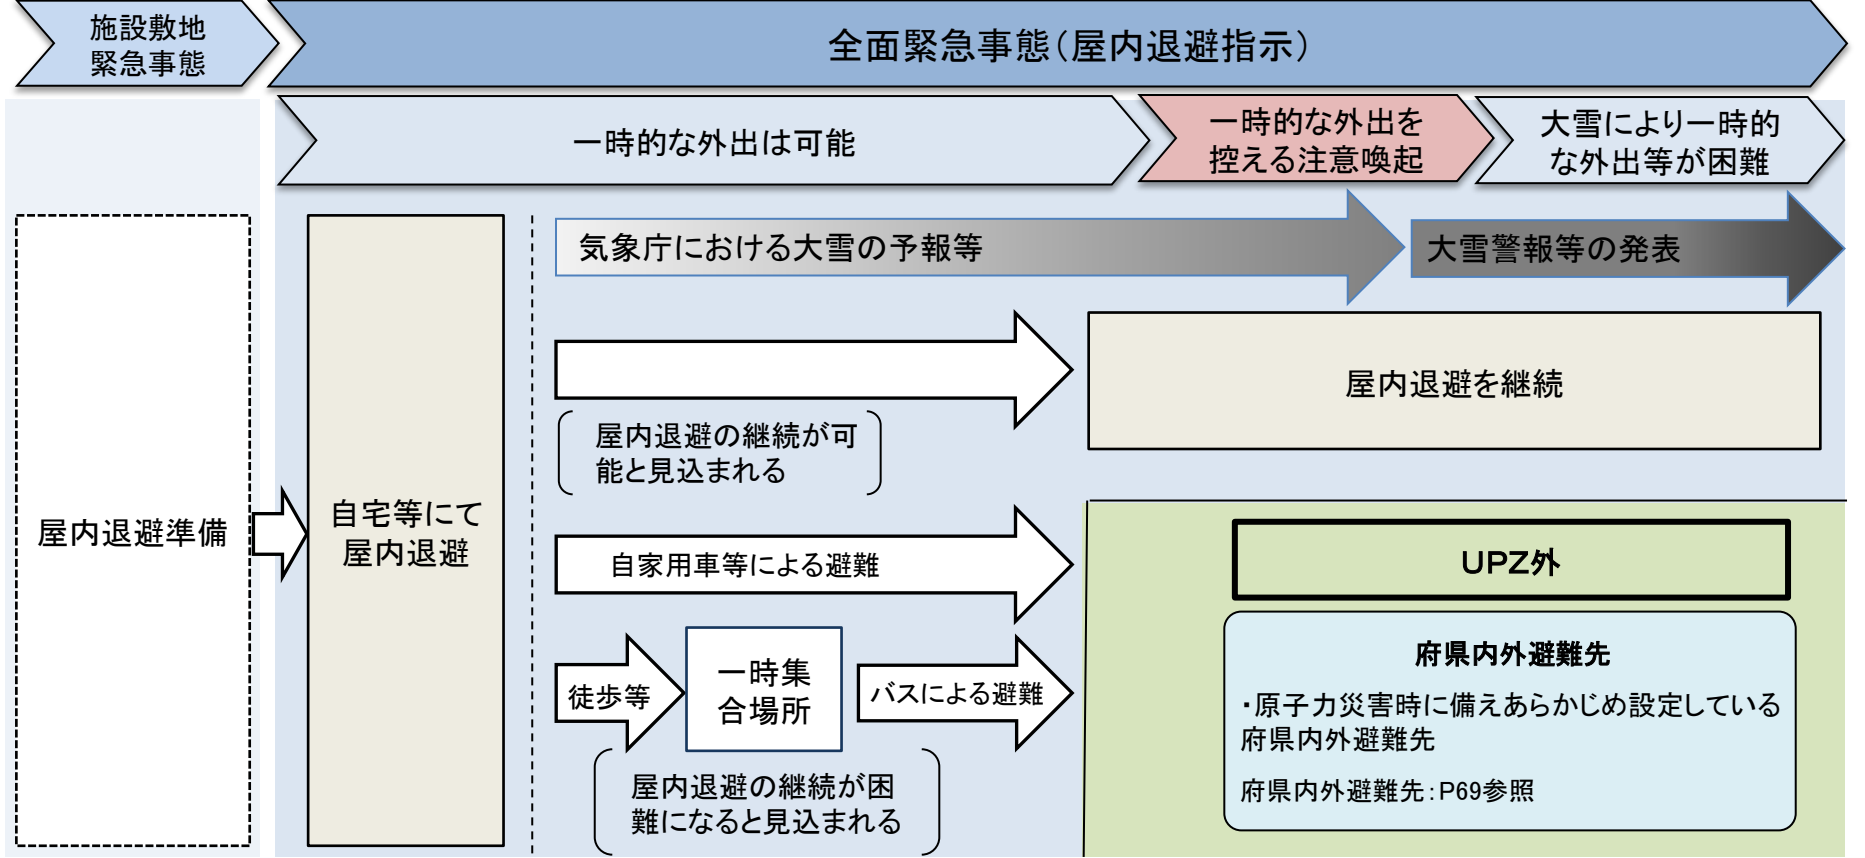 施設敷地
緊急事態
全面緊急事態(屋内退避指示)
一時的な外出は可能
一時的な外出を
控える注意喚起
大雪により一時的
な外出等が困難
気象庁における大雪の予報等
大雪警報等の発表
屋内退避準備
自宅等にて
屋内退避
屋内退避の継続が可
能と見込まれる
屋内退避を継続
自家用車等による避難
徒歩等
一時集
合場所
バスによる避難
屋内退避の継続が困
難になると見込まれる
UPZ外
府県内外避難先
・原子力災害時に備えあらかじめ設定している
府県内外避難先
府県内外避難先:P69参照